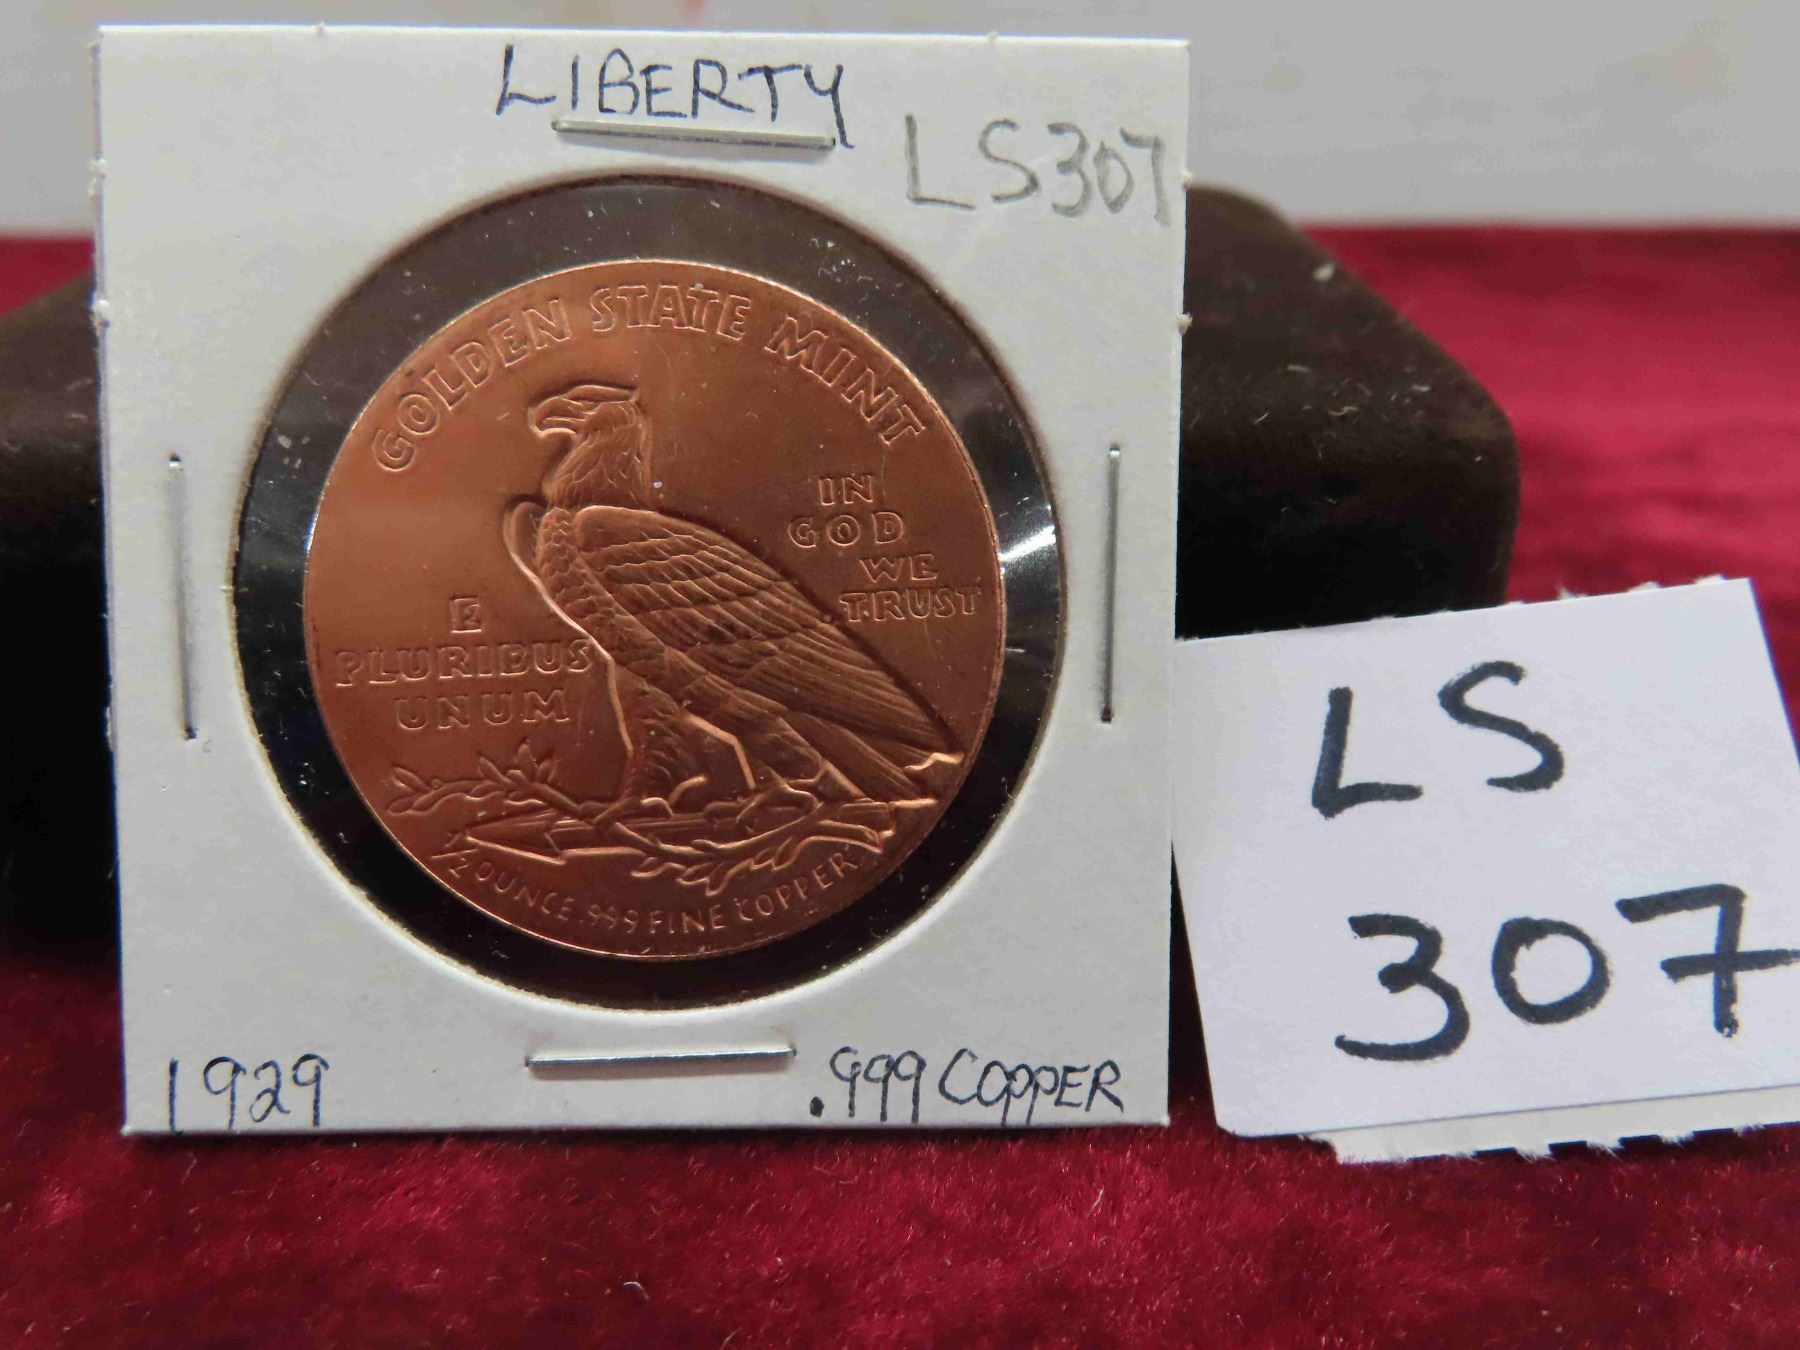 LIBERTY
LS307
GOLDEN STATE MINT
IN
GOD
WE
TRUST
E
PLURIBUS
UNUM
1/2 OUNCE .999 FINE COPPER
1929
.999 COPPER
LS
307